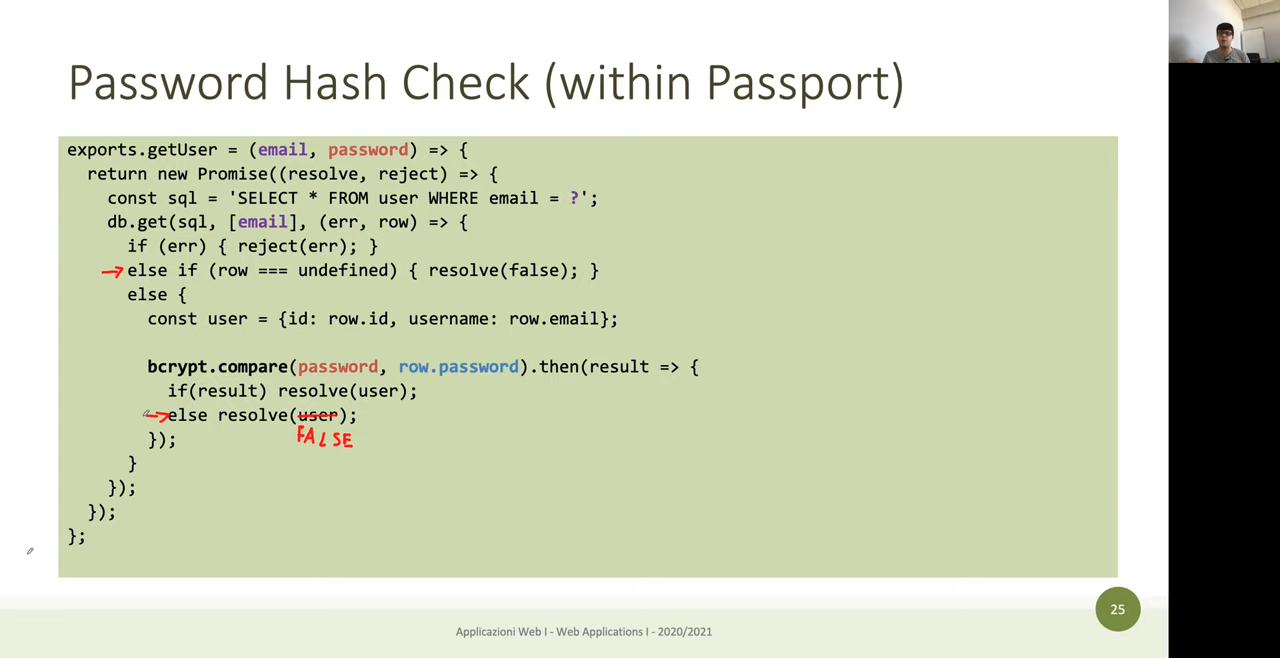 Password Hash Check (within Passport)
exports.getUser = (email, password) => {
return new Promise((resolve, reject) => {
const sql = 'SELECT * FROM user WHERE email = ?';
db.get(sql, [email], (err, row) => {
if (err) { reject(err); }
else if (row === undefined) { resolve(false); }
else {
const user = {id: row.id, username: row.email};
bcrypt.compare(password, row.password).then(result => {
if(result) resolve(user);
else resolve(user);
FALSE
});
}
});
});
};
25
Applicazioni Web I - Web Applications I - 2020/2021